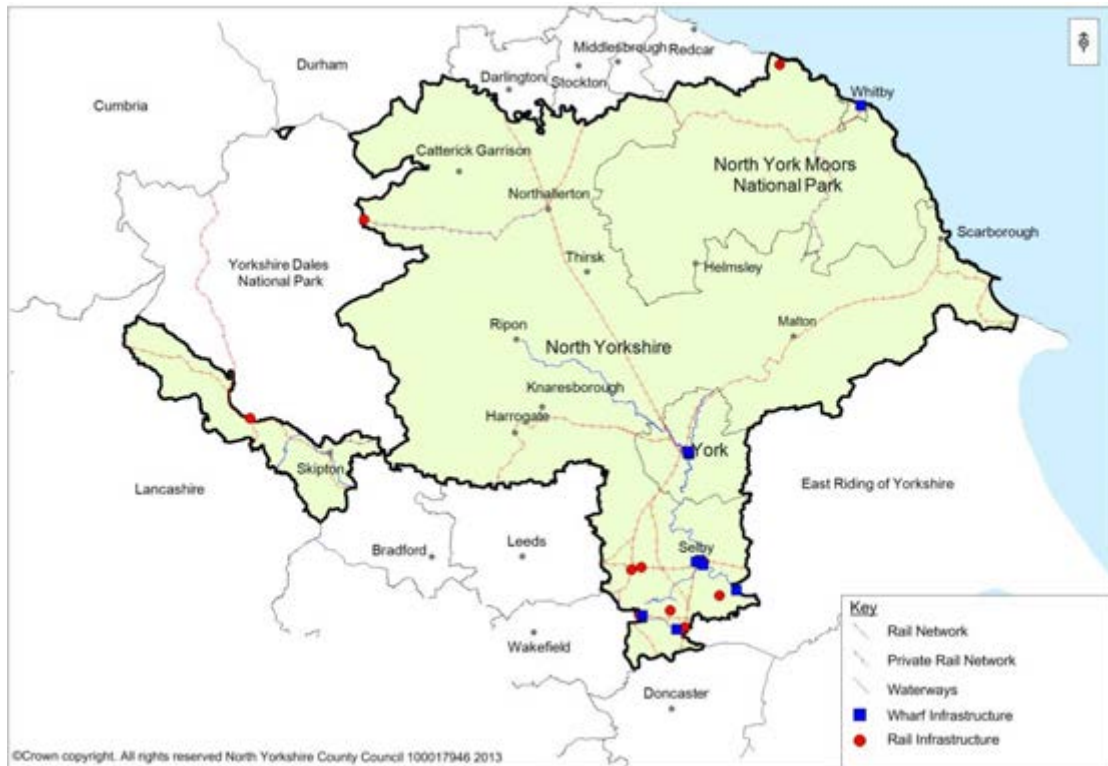 Redcar
Middlesbrough
Durham
Stockton
Darlington
Cumbria
Whitby
Catterick Garrison
North York Moors
National Park
Northallerton
Scarborough
Yorkshire Dales
National Park
Thirsk
Helmsley
Ripon
Malton
North Yorkshire
Knaresborough
Harrogate
York
Skipton
Lancashire
East Riding of Yorkshire
Bradford
Leeds
Selby
Wakefield
Doncaster
Key
Rail Network
Private Rail Network
Waterways
Wharf Infrastructure
Rail Infrastructure
©Crown copyright. All rights reserved North Yorkshire County Council 100017946 2013